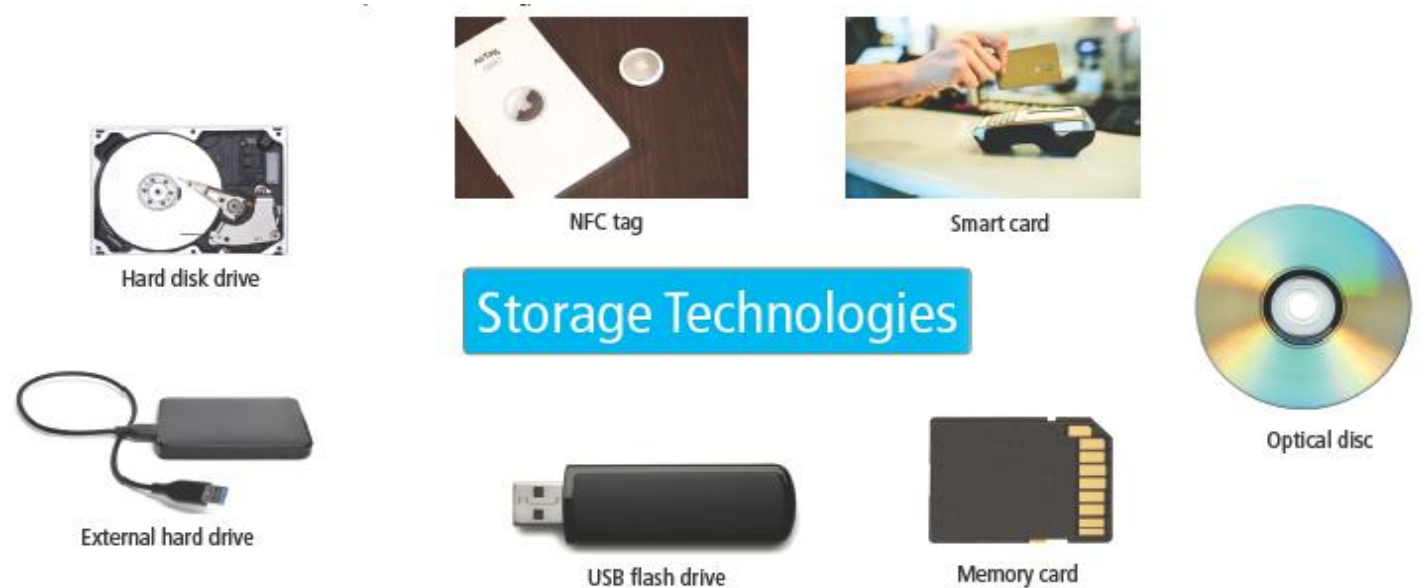 AirTag
NFC tag
Smart card
Hard disk drive
Storage Technologies
Optical disc
External hard drive
USB flash drive
Memory card